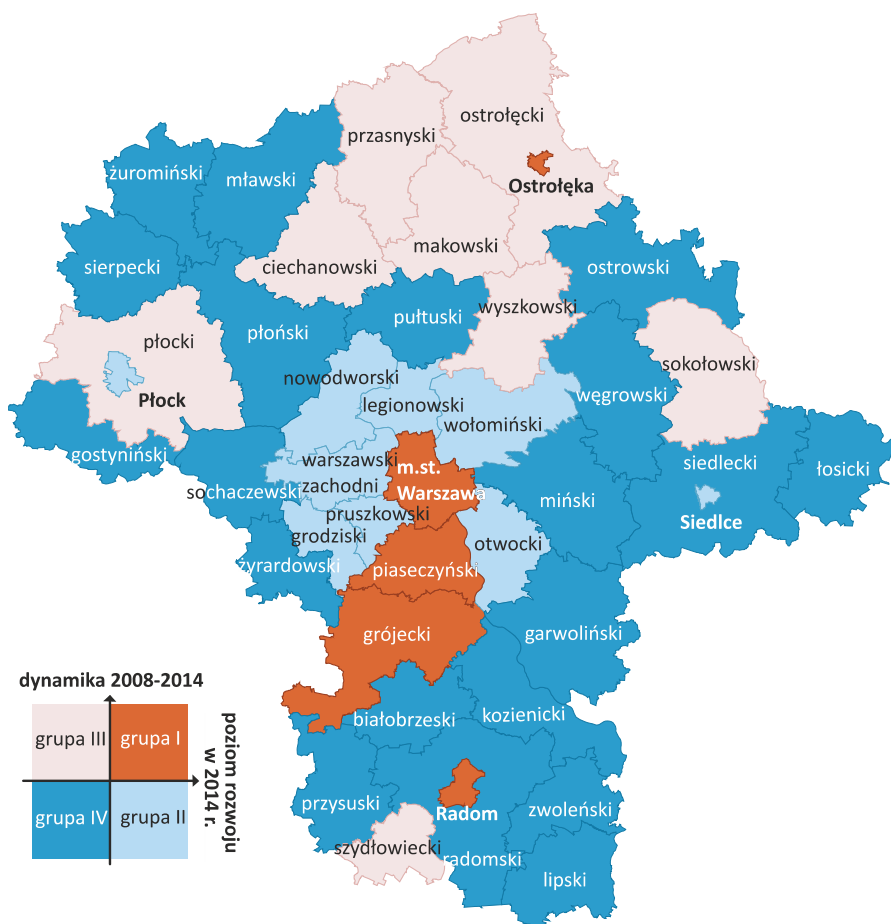 ostrołęcki
przasnyski
żuromiński
mławski
Ostrołęka
makowski
sierpecki
ciechanowski
ostrowski
wyszkowski
pułtuski
płoński
płocki
sokołowski
nowodworski
węgrowski
Płock
legionowski
wołomiński
gostyniński
warszawski
zachodni
m.st.
Warszawa
siedlecki
łosicki
sochaczewski
miński
pruszkowski
Siedlce
grodziski
otwocki
żyrardowski
piaseczyński
grójecki
garwoliński
białobrzeski
kozienicki
przysuski
zwoleński
Radom
szydłowiecki
radomski
lipski
dynamika 2008-2014
grupa III
grupa I
grupa IV
grupa II
poziom rozwoju
w 2014 r.